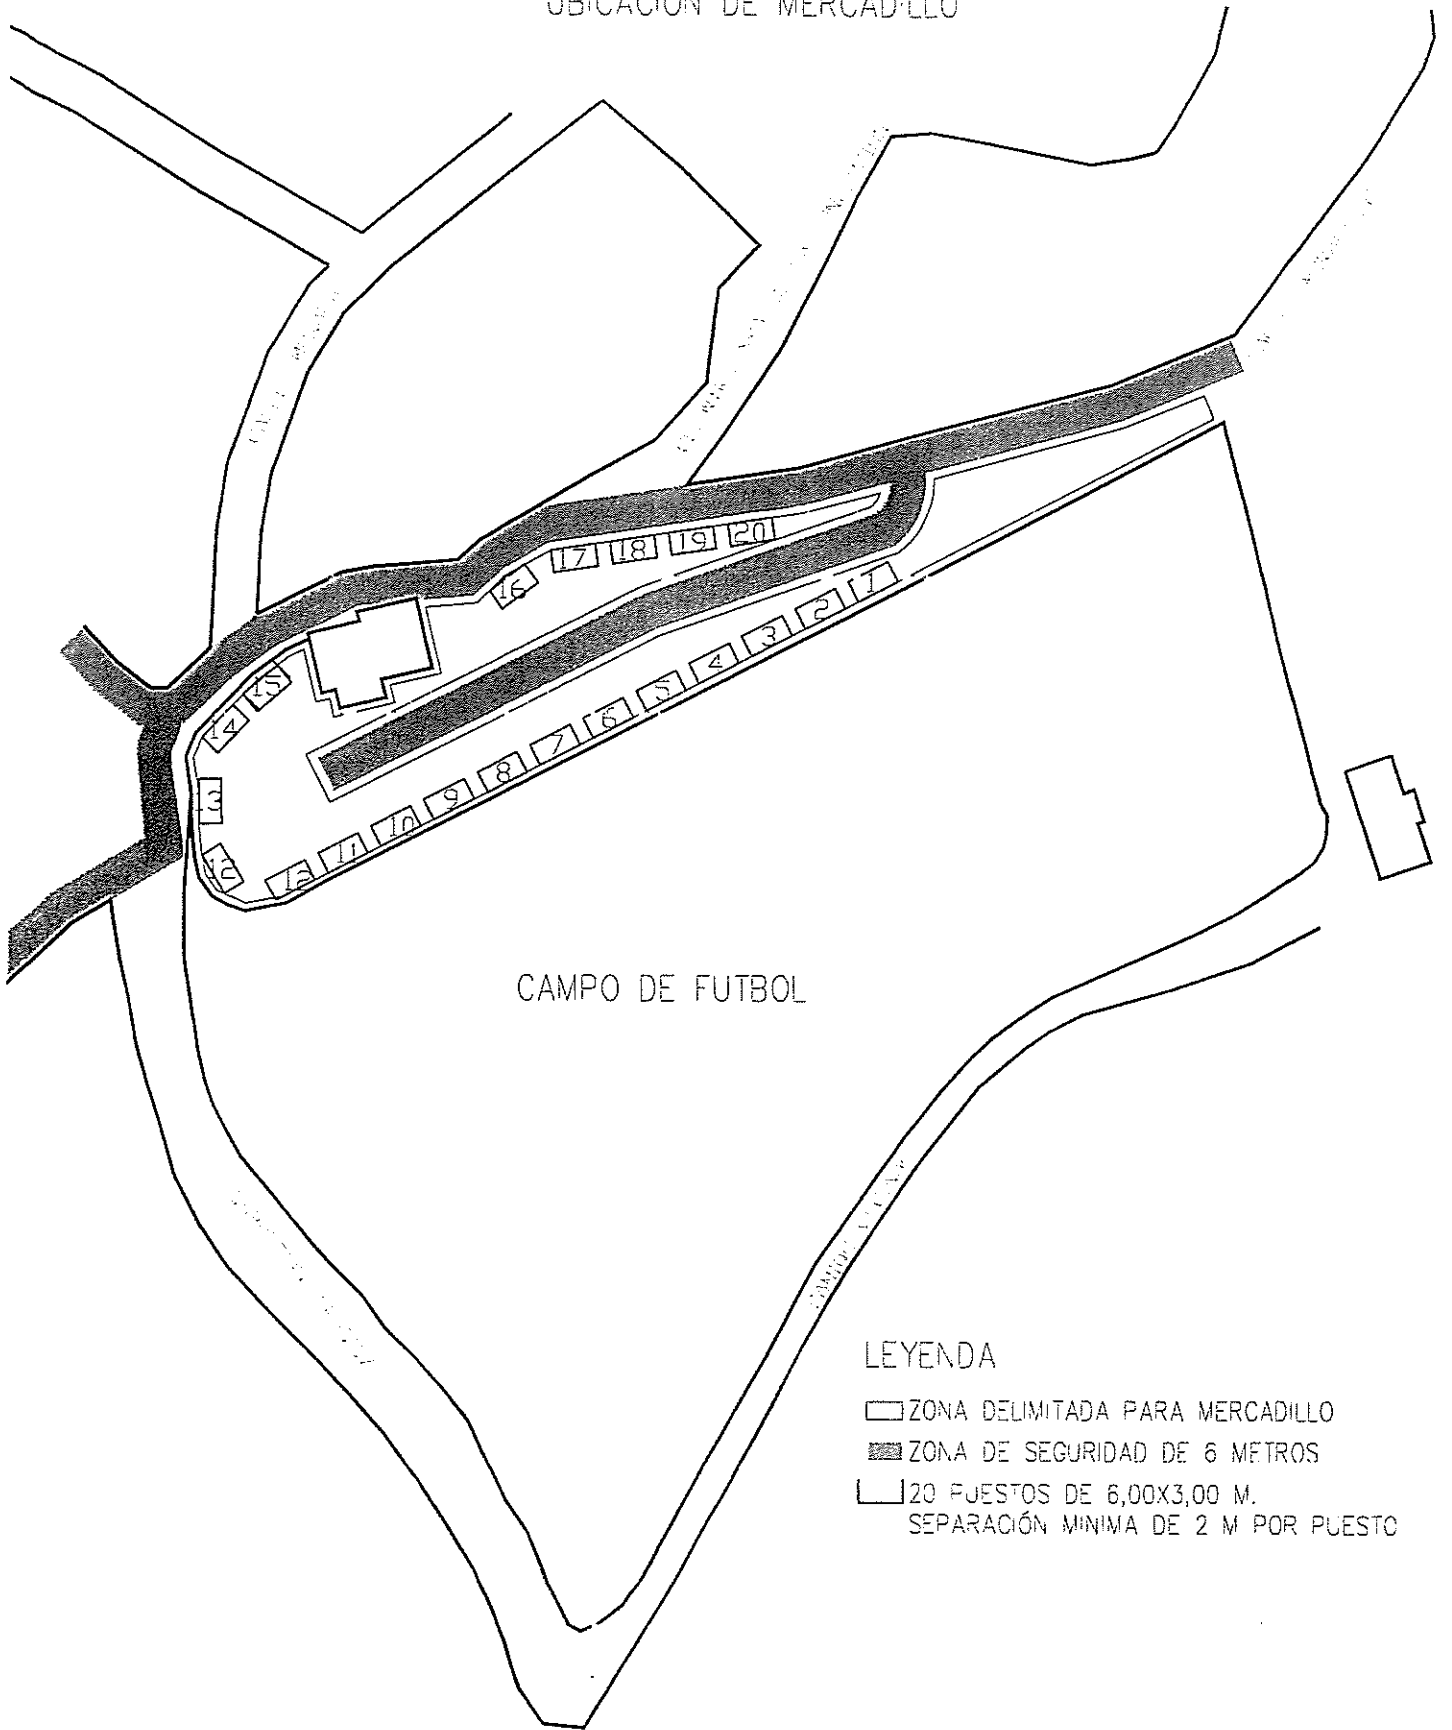 UBICACIÓN DE MERCADILLO
17 18 19 20
16
1
2
3
4
5
6
7
8
9
10
11
12
15
14
13
12
CAMPO DE FUTBOL
LEYENDA
ZONA DELIMITADA PARA MERCADILLO
ZONA DE SEGURIDAD DE 6 METROS
20 PUESTOS DE 6,00X3,00 M.
SEPARACIÓN MINIMA DE 2 M POR PUESTO